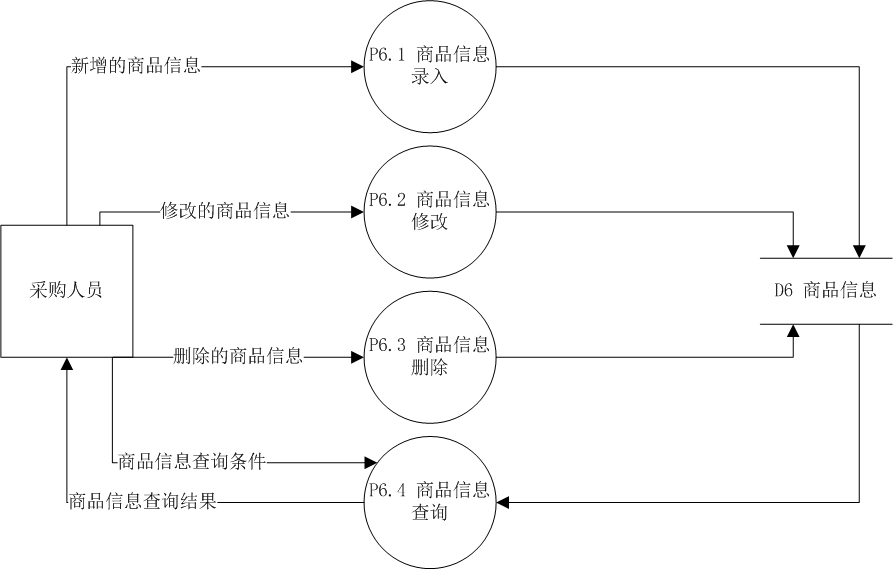 新增的商品信息
P6.1 商品信息
录入
修改的商品信息
P6.2 商品信息
修改
采购人员
D6 商品信息
删除的商品信息
P6.3 商品信息
删除
商品信息查询条件
商品信息查询结果
P6.4 商品信息
查询